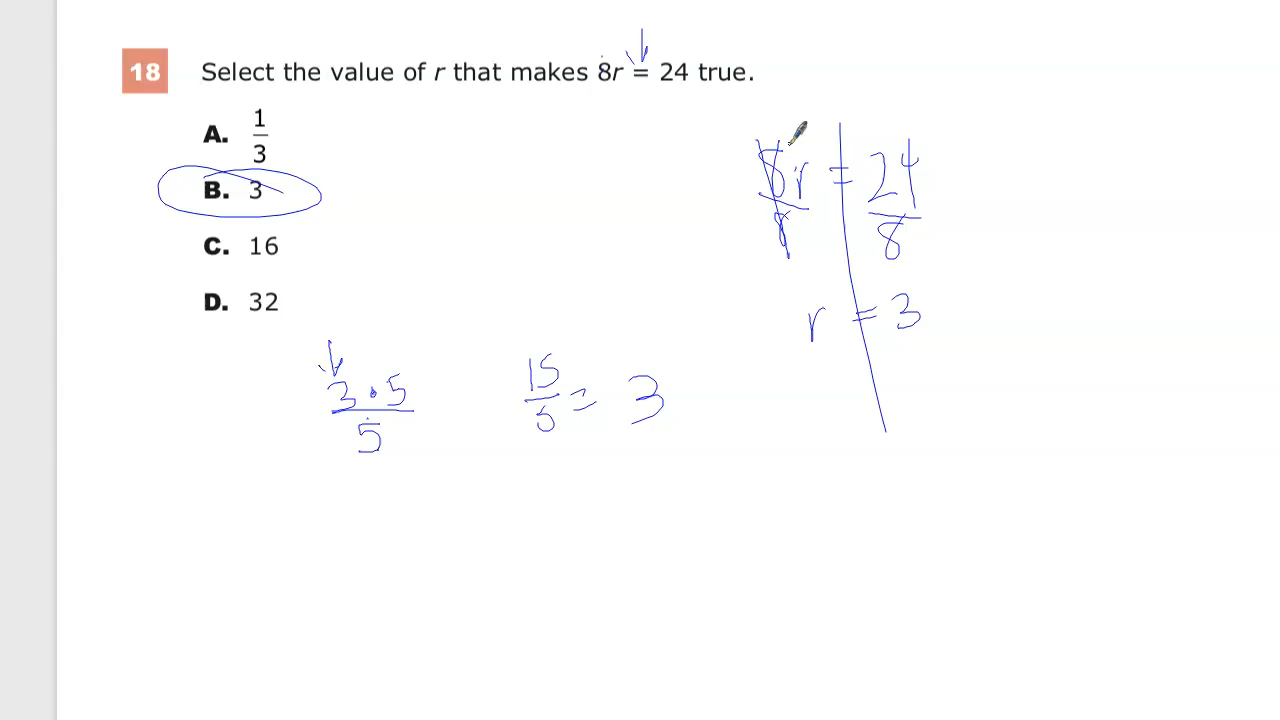 18 Select the value of r that makes 8r = 24 true.
A. 1/3
B. 3
C. 16
D. 32
8r/8 = 24/8
r = 3
3 • 5/5
15/5 = 3